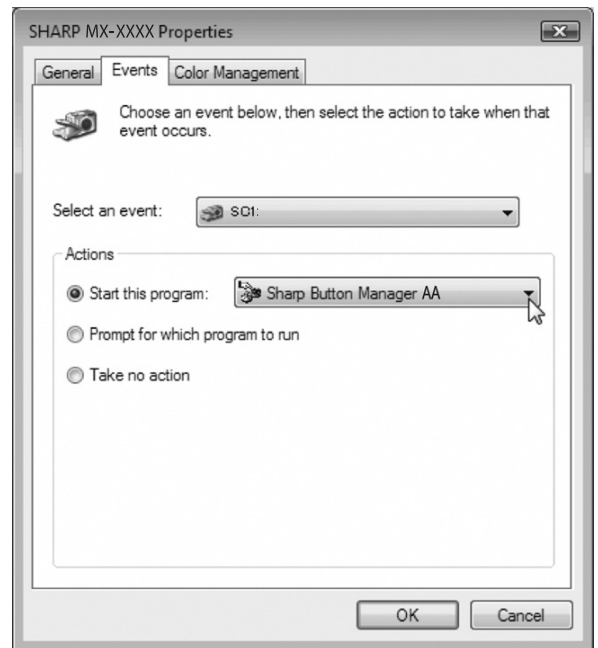 SHARP MX-XXXX Properties
General Events Color Management
Choose an event below, then select the action to take when that
event occurs.
Select an event: SC1:
Actions
Start this program: Sharp Button Manager AA
Prompt for which program to run
Take no action
OK Cancel